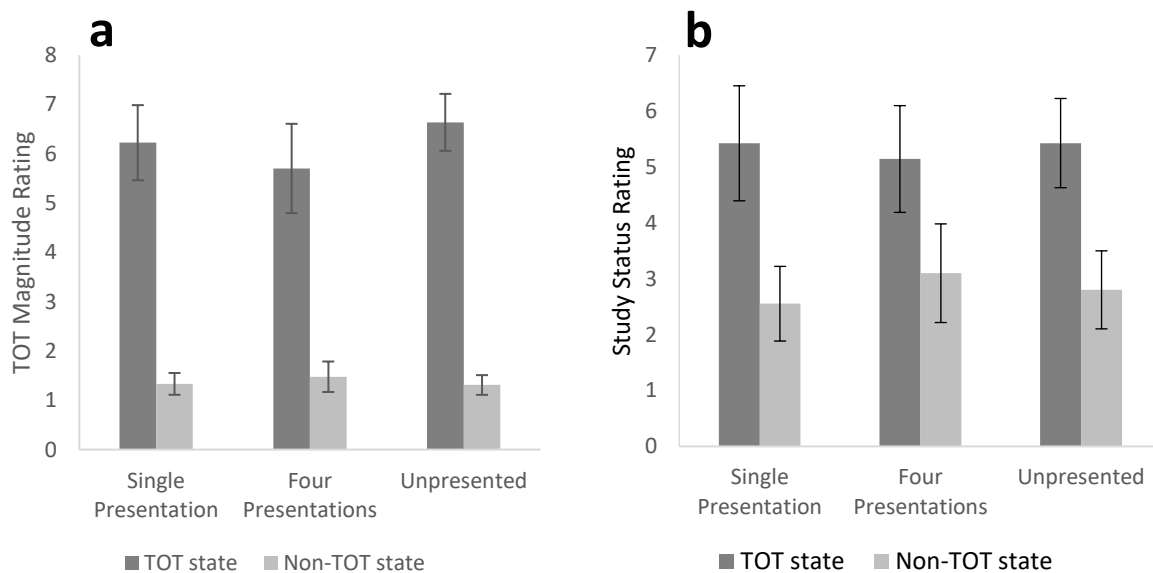 a
TOT Magnitude Rating
8
7
6
5
4
3
2
1
0
Single
Presentation
Four
Presentations
Unpresented
TOT state
Non-TOT state
b
Study Status Rating
7
6
5
4
3
2
1
0
Single
Presentation
Four
Presentations
Unpresented
TOT state
Non-TOT state